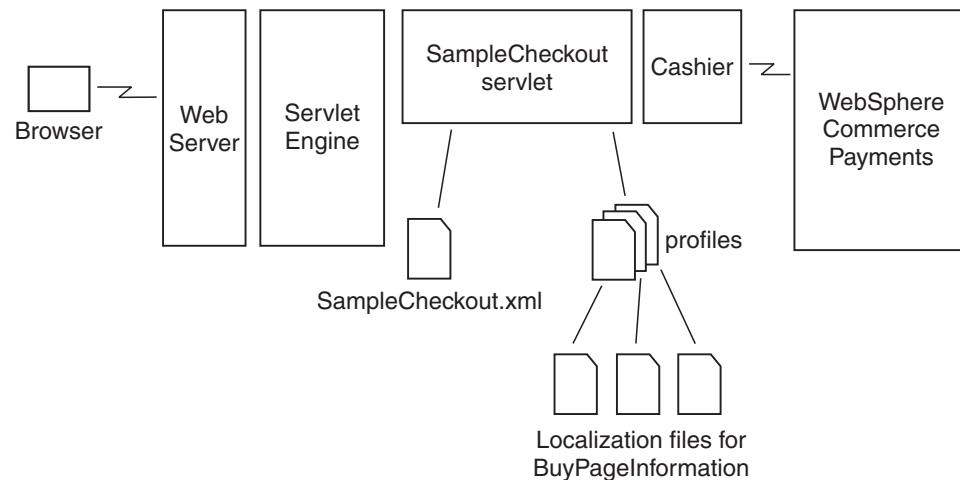 Browser
Web
Server
Servlet
Engine
SampleCheckout
servlet
Cashier
WebSphere
Commerce
Payments
SampleCheckout.xml
profiles
Localization files for
BuyPageInformation